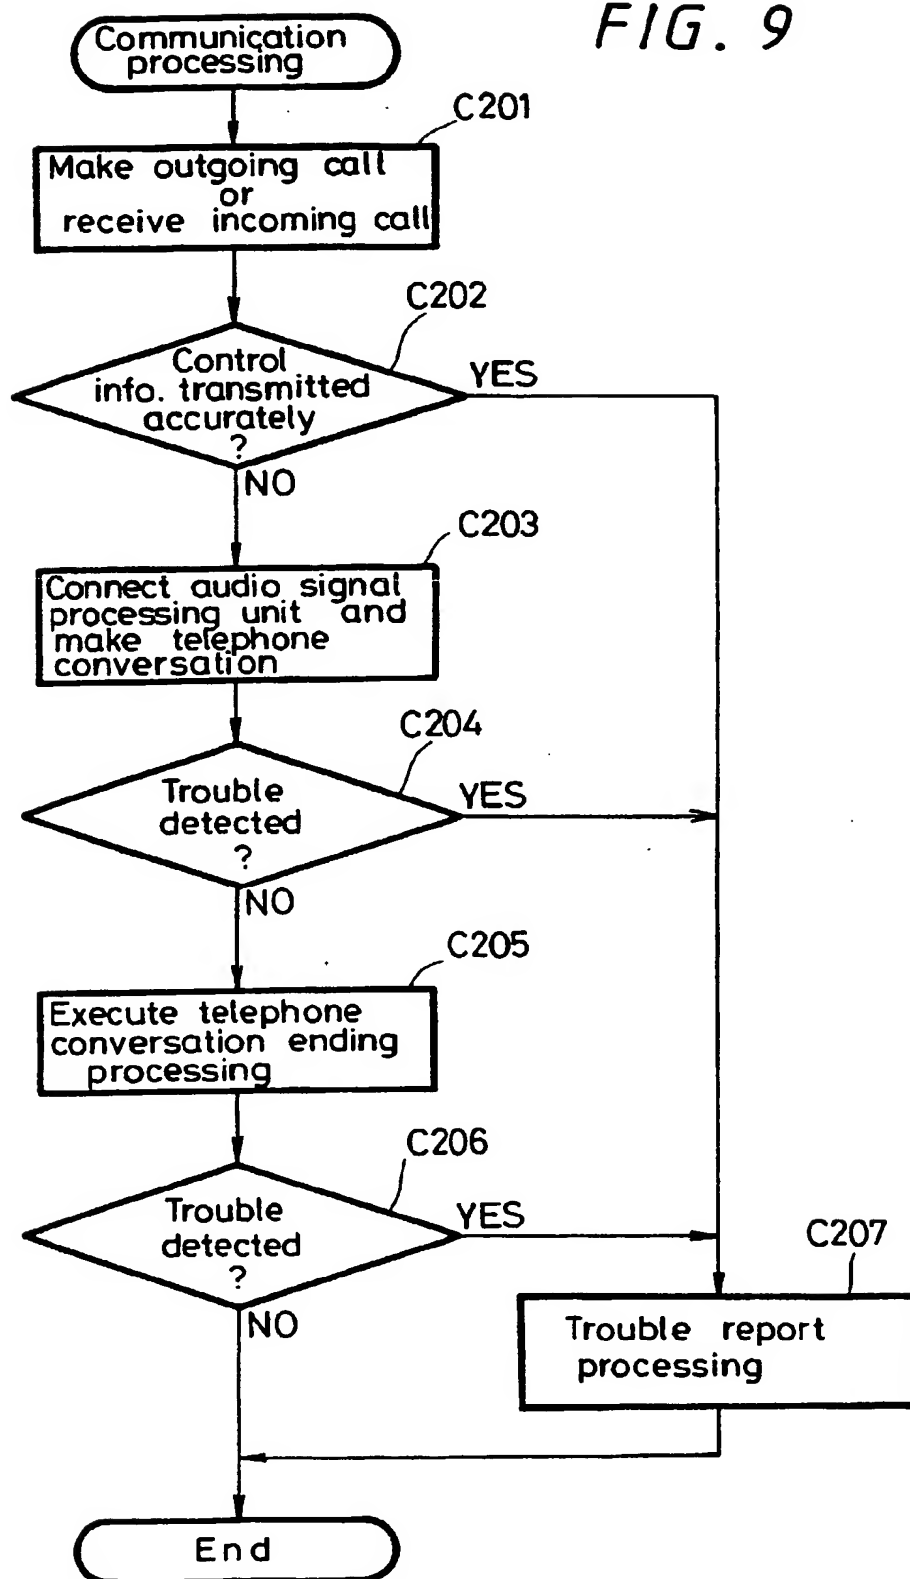 FIG. 9
Communication
processing
C201
Make outgoing call
or
receive incoming call
C202
Control
info. transmitted
accurately
?
YES
NO
C203
Connect audio signal
processing unit and
make telephone
conversation
C204
Trouble
detected
?
YES
NO
C205
Execute telephone
conversation ending
processing
C206
Trouble
detected
?
YES
NO
C207
Trouble report
processing
End